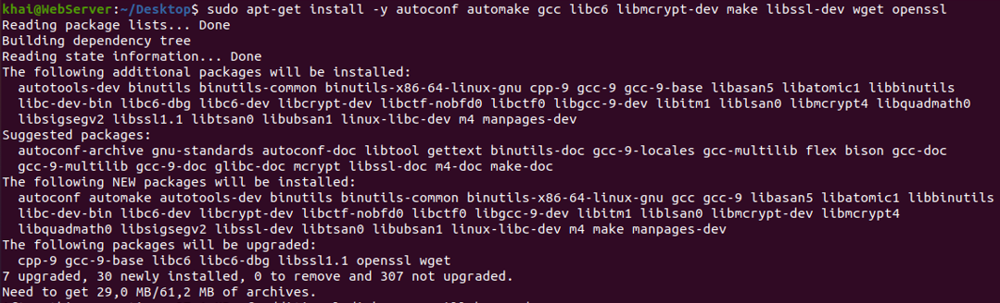 khai@WebServer:~/Desktop$ sudo apt-get install -y autoconf automake gcc libc6 libmcrypt-dev make libssl-dev wget openssl
Reading package lists... Done
Building dependency tree
Reading state information... Done
The following additional packages will be installed:
autotools-dev binutils binutils-common binutils-x86-64-linux-gnu cpp-9 gcc-9 gcc-9-base libasan5 libatomic1 libbinutils
libc-dev-bin libc6-dbg libc6-dev libcrypt-dev libctf-nobfd0 libctf0 libgcc-9-dev libitm1 liblsan0 libmcrypt4 libquadmath0
libsigsegv2 libssl1.1 libtsan0 libubsan1 linux-libc-dev m4 manpages-dev
Suggested packages:
autoconf-archive gnu-standards autoconf-doc libtool gettext binutils-doc gcc-9-locales gcc-multilib flex bison gcc-doc
gcc-9-multilib gcc-9-doc glibc-doc mcrypt libssl-doc m4-doc make-doc
The following NEW packages will be installed:
autoconf automake autotools-dev binutils binutils-common binutils-x86-64-linux-gnu gcc gcc-9 libasan5 libatomic1 libbinutils
libc-dev-bin libc6-dev libcrypt-dev libctf-nobfd0 libctf0 libgcc-9-dev libitm1 liblsan0 libmcrypt-dev libmcrypt4
libquadmath0 libsigsegv2 libssl-dev libtsan0 libubsan1 linux-libc-dev m4 make manpages-dev
The following packages will be upgraded:
cpp-9 gcc-9-base libc6 libc6-dbg libssl1.1 openssl wget
7 upgraded, 30 newly installed, 0 to remove and 307 not upgraded.
Need to get 29,0 MB/61,2 MB of archives.